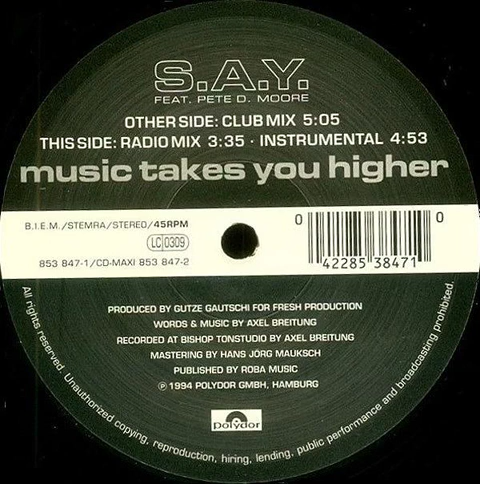 S.A.Y.
FEAT. PETE D. MOORE
OTHER SIDE: CLUB MIX 5:05
THIS SIDE: RADIO MIX 3:35 · INSTRUMENTAL 4:53
music takes you higher
B.I.E.M./STEMRA/STEREO/45RPM
LC 0309
853 847-1/CD-MAXI 853 847-2
0 42285 38471 0
PRODUCED BY GUTZE GAUTSCHI FOR FRESH PRODUCTION
WORDS & MUSIC BY AXEL BREITUNG
RECORDED AT BISHOP TONSTUDIO BY AXEL BREITUNG
MASTERING BY HANS JÖRG MAUKSCH
PUBLISHED BY ROBA MUSIC
℗ 1994 POLYDOR GMBH, HAMBURG
polydor
All rights reserved. Unauthorized copying, reproduction, hiring, lending, public performance and broadcasting prohibited.